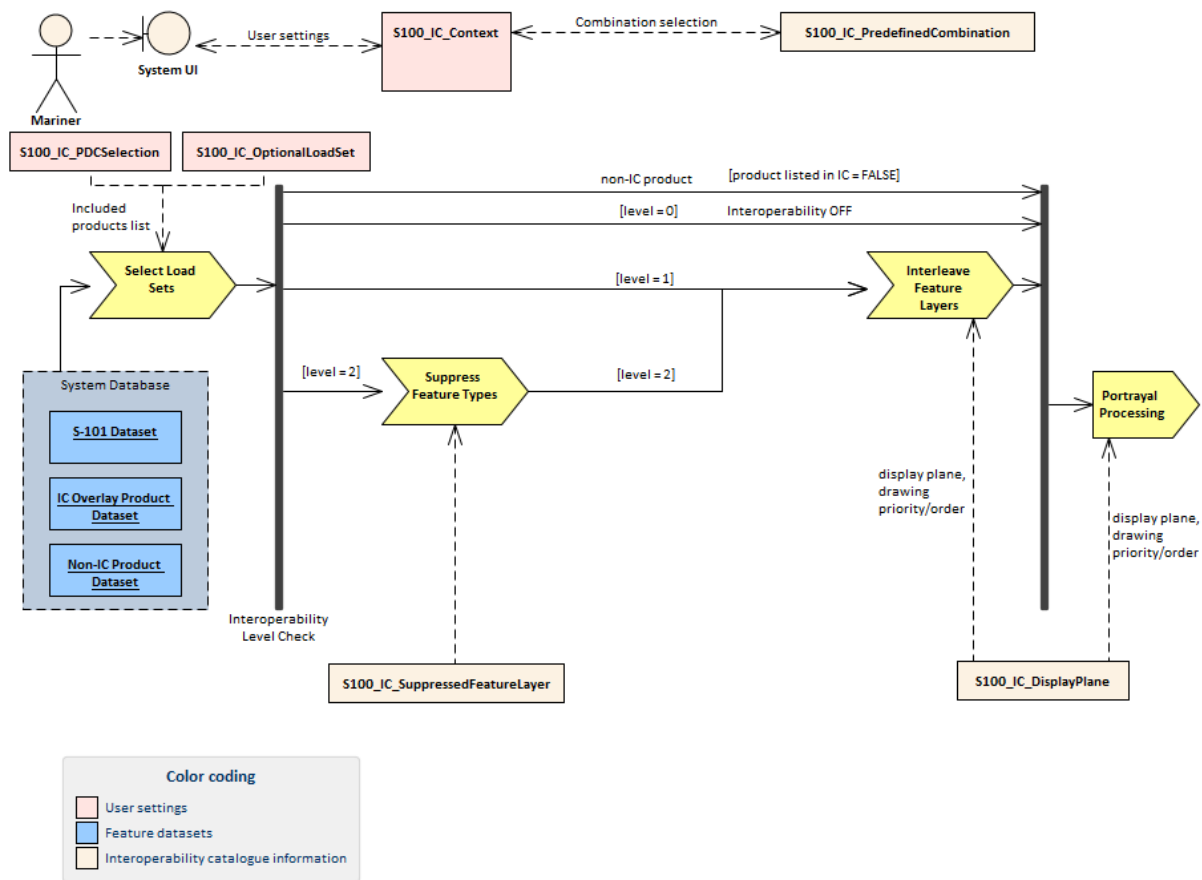 Combination selection
User settings
S100_IC_Context
S100_IC_PredefinedCombination
System UI
Mariner
S100_IC_PDCSelection
S100_IC_OptionalLoadSet
non-IC product
[product listed in IC = FALSE]
Included
products list
[level = 0]
Interoperability OFF
Select Load
Sets
[level = 1]
Interleave
Feature
Layers
System Database
[level = 2]
Suppress
Feature Types
[level = 2]
Portrayal
Processing
S-101 Dataset
IC Overlay Product
Dataset
Non-IC Product
Dataset
display plane,
drawing
priority/order
display plane,
drawing
priority/order
Interoperability
Level Check
S100_IC_SuppressedFeatureLayer
S100_IC_DisplayPlane
Color coding
User settings
Feature datasets
Interoperability catalogue information